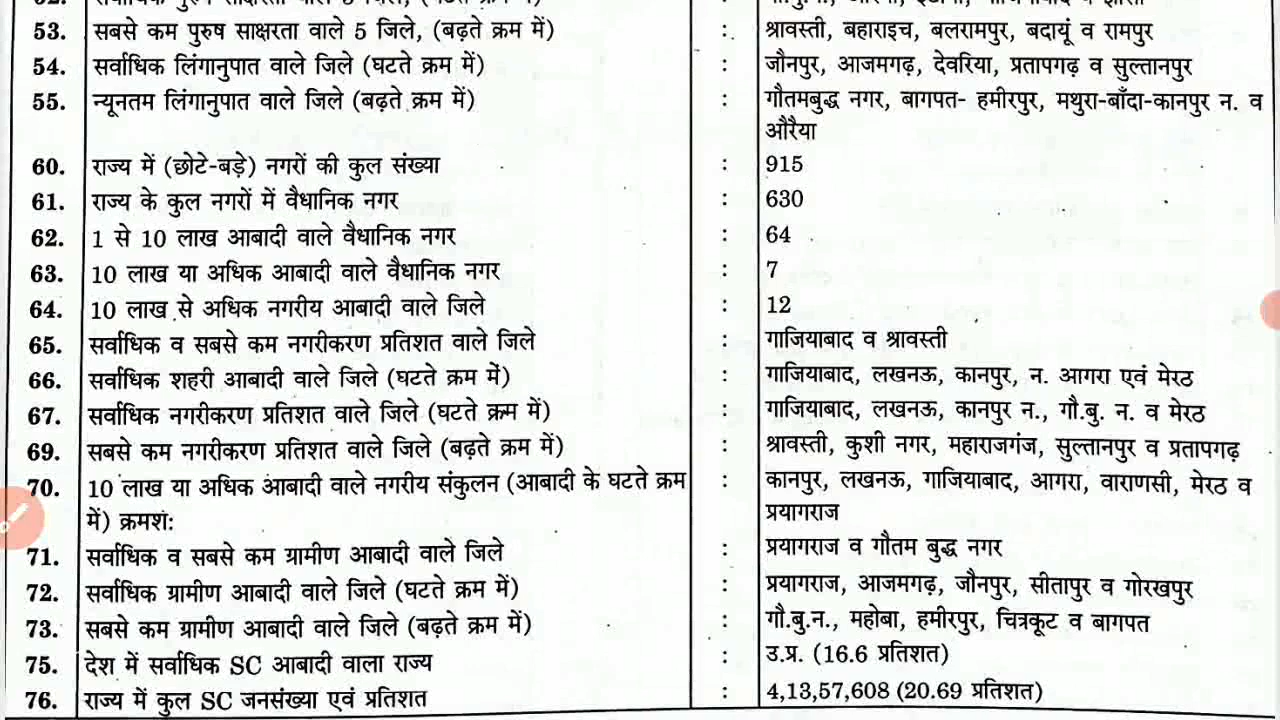 53. सबसे कम पुरुष साक्षरता वाले 5 जिले, (बढ़ते क्रम में) : श्रावस्ती, बहाराइच, बलरामपुर, बदायूं व रामपुर
54. सर्वाधिक लिंगानुपात वाले जिले (घटते क्रम में) : जौनपुर, आजमगढ़, देवरिया, प्रतापगढ़ व सुल्तानपुर
55. न्यूनतम लिंगानुपात वाले जिले (बढ़ते क्रम में) : गौतमबुद्ध नगर, बागपत- हमीरपुर, मथुरा-बाँदा-कानपुर न. व
औरैया
60. राज्य में (छोटे-बड़े) नगरों की कुल संख्या : 915
61. राज्य के कुल नगरों में वैधानिक नगर : 630
62. 1 से 10 लाख आबादी वाले वैधानिक नगर : 64
63. 10 लाख या अधिक आबादी वाले वैधानिक नगर : 7
64. 10 लाख से अधिक नगरीय आबादी वाले जिले : 12
65. सर्वाधिक व सबसे कम नगरीकरण प्रतिशत वाले जिले : गाजियाबाद व श्रावस्ती
66. सर्वाधिक शहरी आबादी वाले जिले (घटते क्रम में) : गाजियाबाद, लखनऊ, कानपुर, न. आगरा एवं मेरठ
67. सर्वाधिक नगरीकरण प्रतिशत वाले जिले (घटते क्रम में) : गाजियाबाद, लखनऊ, कानपुर न., गौ.बु. न. व मेरठ
69. सबसे कम नगरीकरण प्रतिशत वाले जिले (बढ़ते क्रम में) : श्रावस्ती, कुशी नगर, महाराजगंज, सुल्तानपुर व प्रतापगढ़
70. 10 लाख या अधिक आबादी वाले नगरीय संकुलन (आबादी के घटते क्रम : कानपुर, लखनऊ, गाजियाबाद, आगरा, वाराणसी, मेरठ व
में) क्रमशं: प्रयागराज
71. सर्वाधिक व सबसे कम ग्रामीण आबादी वाले जिले : प्रयागराज व गौतम बुद्ध नगर
72. सर्वाधिक ग्रामीण आबादी वाले जिले (घटते क्रम में) : प्रयागराज, आजमगढ़, जौनपुर, सीतापुर व गोरखपुर
73. सबसे कम ग्रामीण आबादी वाले जिले (बढ़ते क्रम में) : गौ.बु.न., महोबा, हमीरपुर, चित्रकूट व बागपत
75. देश में सर्वाधिक SC आबादी वाला राज्य : उ.प्र. (16.6 प्रतिशत)
76. राज्य में कुल SC जनसंख्या एवं प्रतिशत : 4,13,57,608 (20.69 प्रतिशत)